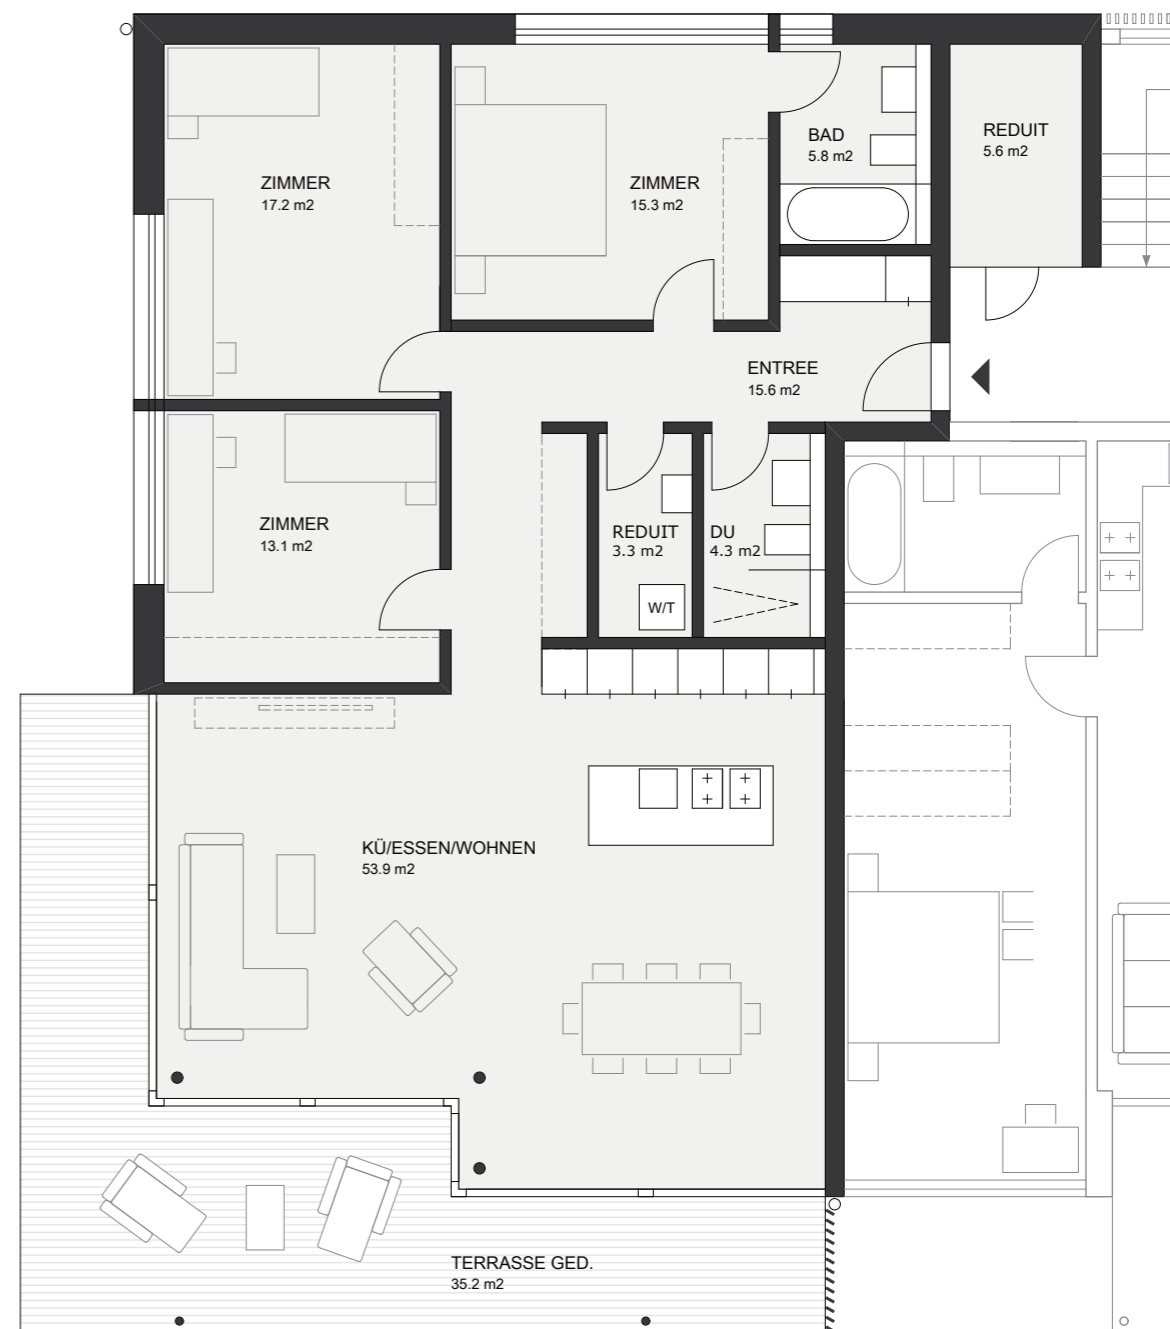 ZIMMER
17.2 m2
ZIMMER
15.3 m2
BAD
5.8 m2
REDUIT
5.6 m2
ENTREE
15.6 m2
ZIMMER
13.1 m2
REDUIT
3.3 m2
DU
4.3 m2
W/T
KÜ/ESSEN/WOHNEN
53.9 m2
TERRASSE GED.
35.2 m2